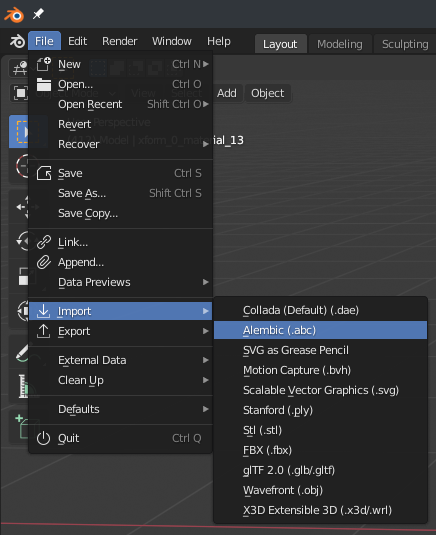 File Edit Render Window Help Layout Modeling Sculpting
New Ctrl N
Open... Ctrl O
View Select Add Object
Open Recent Shift Ctrl O
Perspective
Revert
Model | xform_0_material_13
Recover
Save Ctrl S
Save As... Shift Ctrl S
Save Copy...
Link...
Append...
Data Previews
Import
Export
External Data
Clean Up
Defaults
Quit Ctrl Q
Collada (Default) (.dae)
Alembic (.abc)
SVG as Grease Pencil
Motion Capture (.bvh)
Scalable Vector Graphics (.svg)
Stanford (.ply)
Stl (.stl)
FBX (.fbx)
glTF 2.0 (.glb/.gltf)
Wavefront (.obj)
X3D Extensible 3D (.x3d/.wrl)